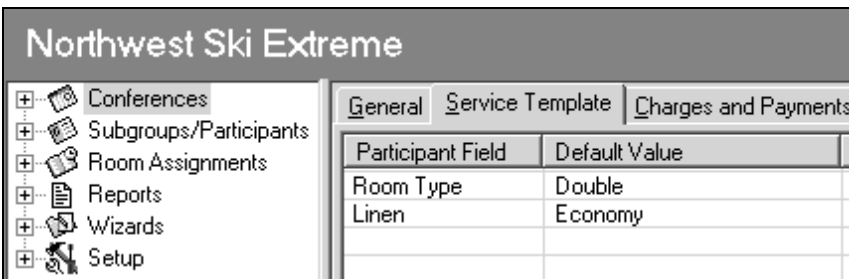 Northwest Ski Extreme
Conferences
Subgroups/Participants
Room Assignments
Reports
Wizards
Setup
General Service Template Charges and Payments
Participant Field Default Value
Room Type Double
Linen Economy